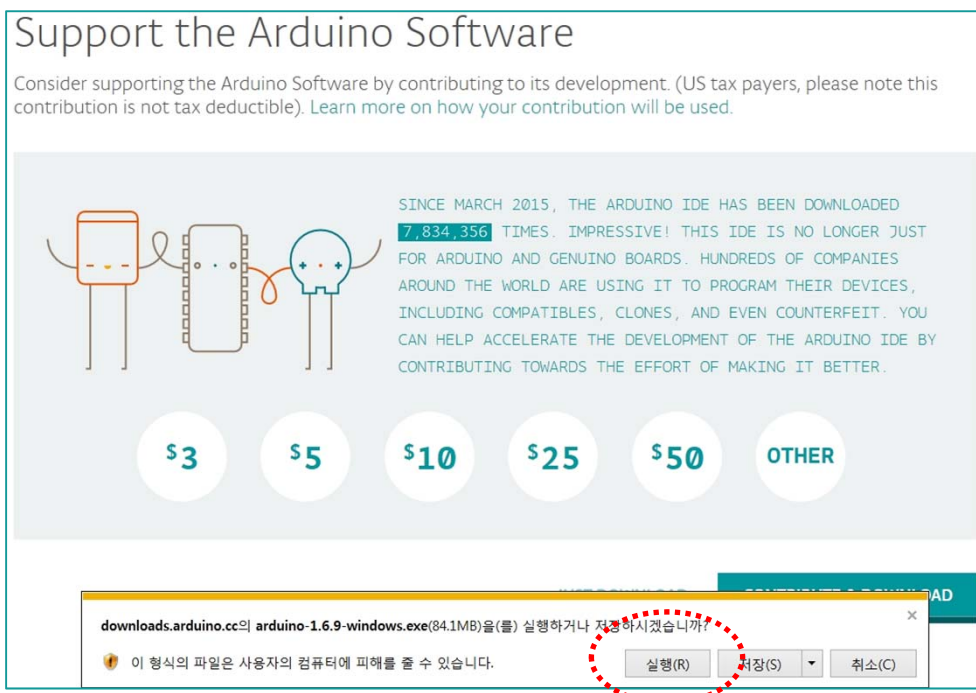 Support the Arduino Software
Consider supporting the Arduino Software by contributing to its development. (US tax payers, please note this
contribution is not tax deductible). Learn more on how your contribution will be used.
SINCE MARCH 2015, THE ARDUINO IDE HAS BEEN DOWNLOADED
7,834,356 TIMES. IMPRESSIVE! THIS IDE IS NO LONGER JUST
FOR ARDUINO AND GENUINO BOARDS. HUNDREDS OF COMPANIES
AROUND THE WORLD ARE USING IT TO PROGRAM THEIR DEVICES,
INCLUDING COMPATIBLES, CLONES, AND EVEN COUNTERFEIT. YOU
CAN HELP ACCELERATE THE DEVELOPMENT OF THE ARDUINO IDE BY
CONTRIBUTING TOWARDS THE EFFORT OF MAKING IT BETTER.
$3 $5 $10 $25 $50 OTHER
JUST DOWNLOAD CONTRIBUTE & DOWNLOAD
downloads.arduino.cc의 arduino-1.6.9-windows.exe(84.1MB)을(를) 실행하거나 저장하시겠습니까?
이 형식의 파일은 사용자의 컴퓨터에 피해를 줄 수 있습니다.
실행(R) 저장(S) 취소(C)